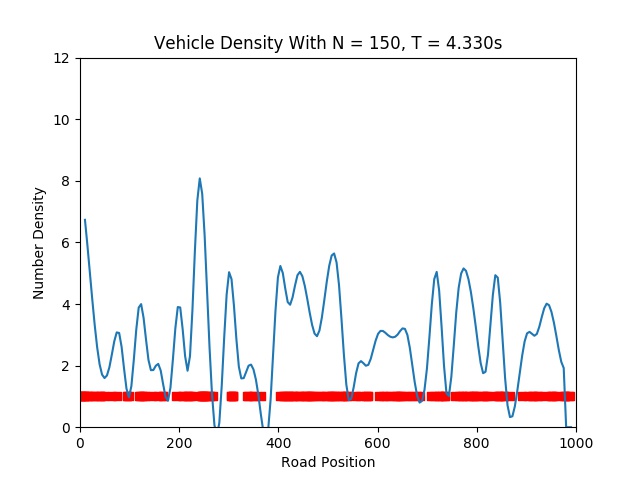 Vehicle Density With N = 150, T = 4.330s
12
10
8
6
4
2
0
Number Density
0 200 400 600 800 1000
Road Position